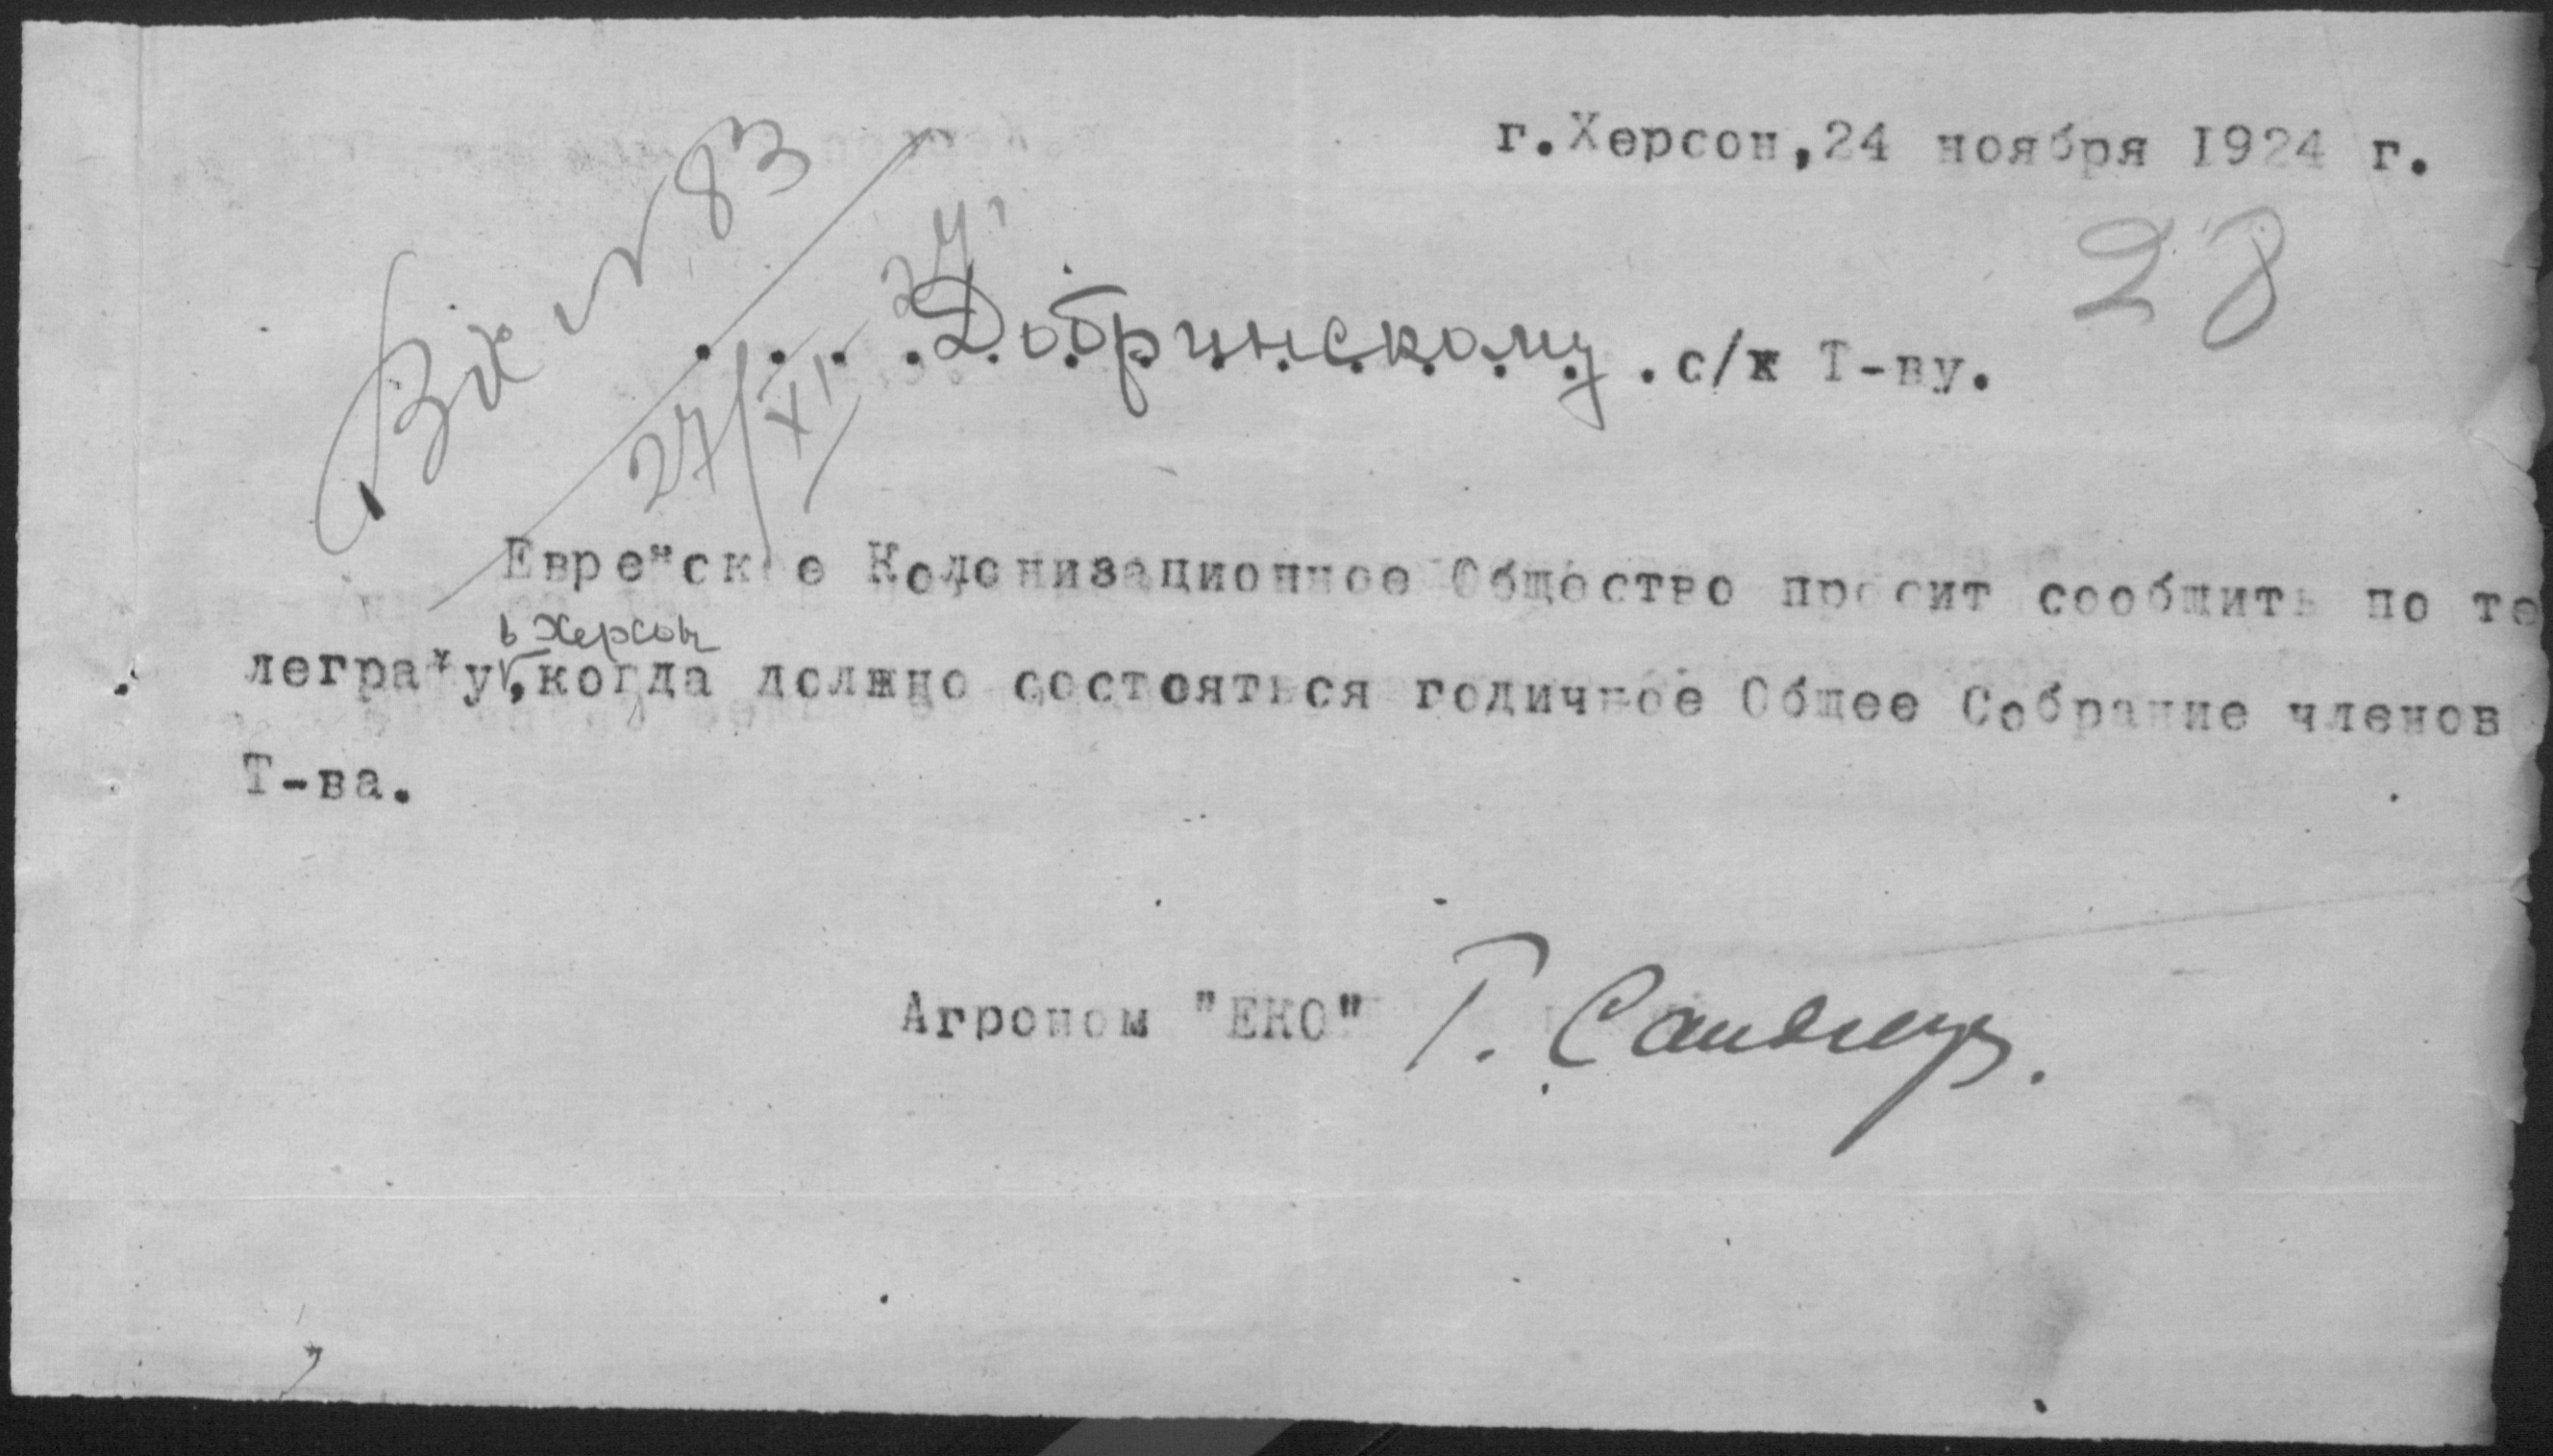 г.Херсон,24 ноября 1924 г.
Вх № 83
27/XI 24.
28
. . . . Добринскому .с/х Т-ву.
Еврейское Колонизационное Общество просит сообщить по те
в Херсон
леграфу,когда должно состояться годичное Общее Собрание членов
Т-ва.
Агроном "ЕКО" Г.